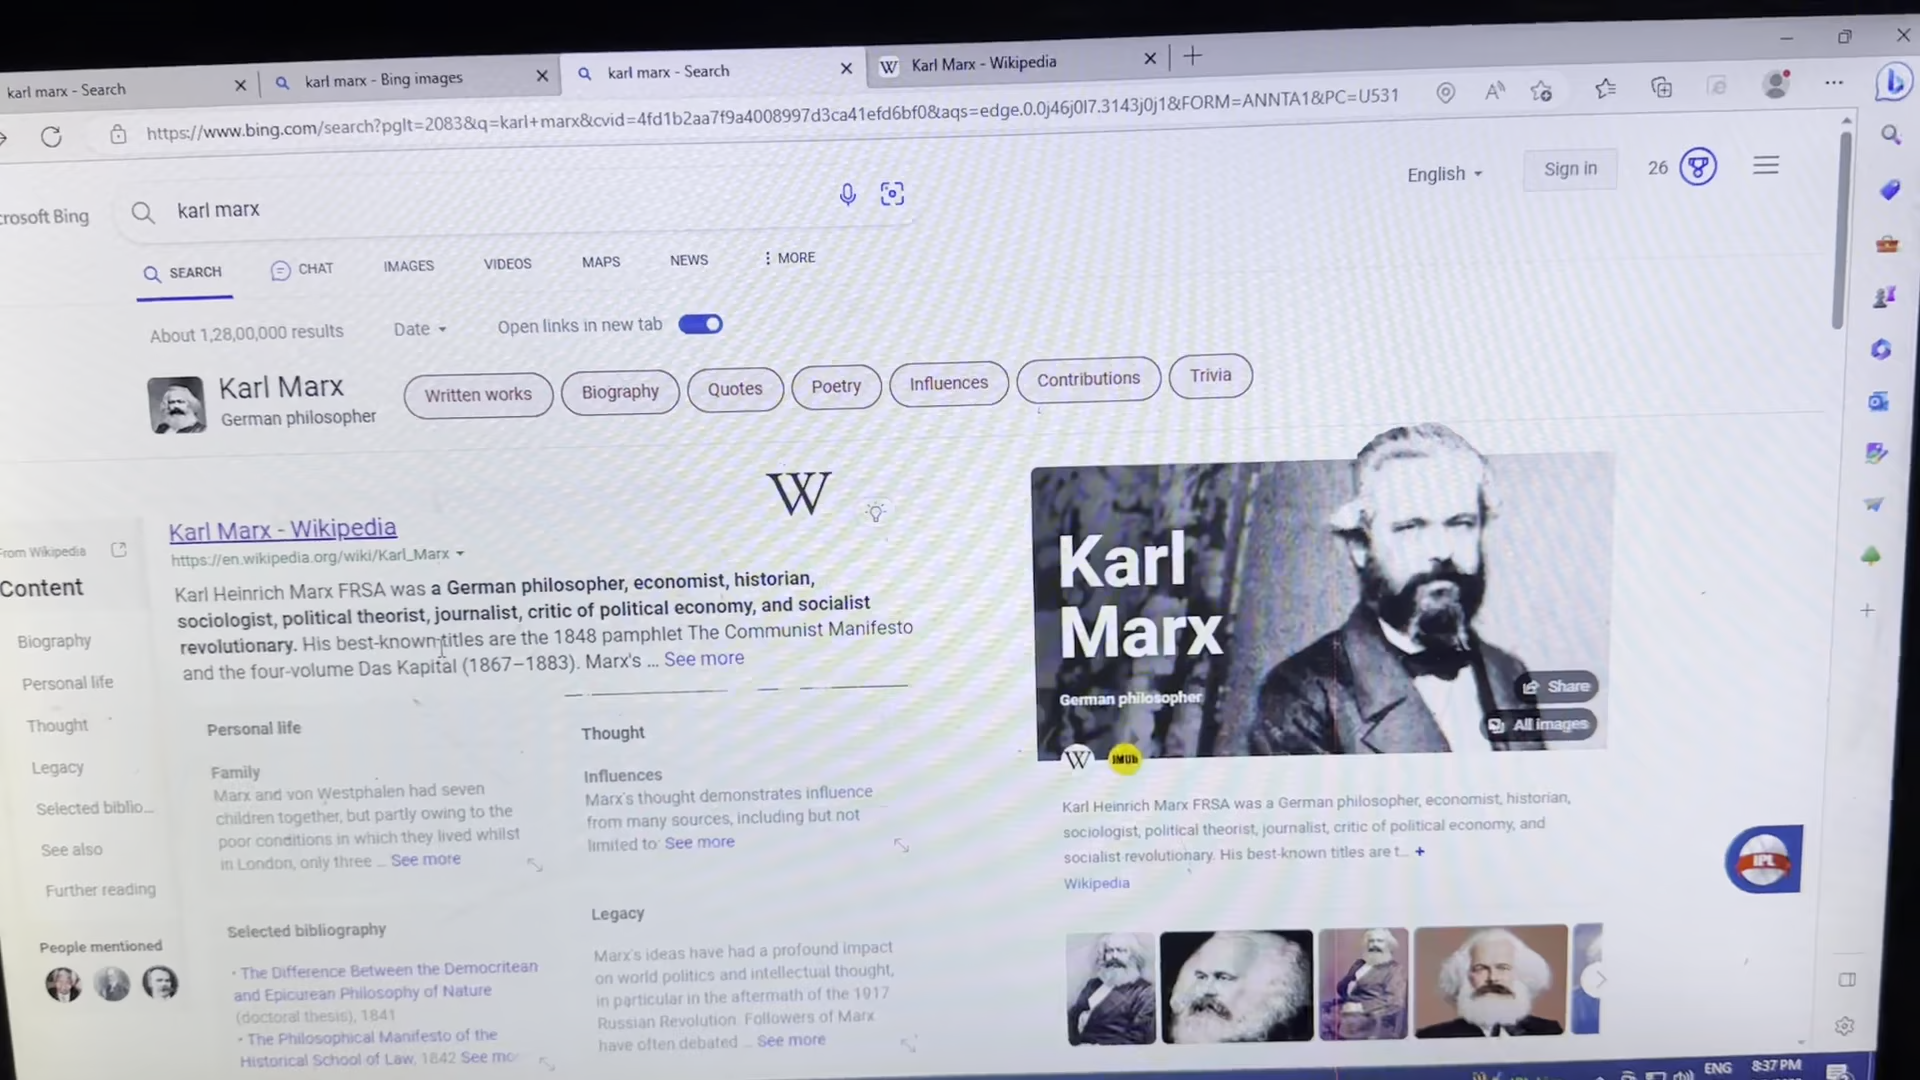 karl marx - Search
karl marx - Bing images
karl marx - Search
Karl Marx - Wikipedia
https://www.bing.com/search?pglt=2083&q=karl+marx&cvid=4fd1b2aa7f9a4008997d3ca41efd6bf0&aqs=edge.0.0j46j0l7.3143j0j1&FORM=ANNTA1&PC=U531
crosoft Bing
karl marx
English
Sign in
26
SEARCH
CHAT
IMAGES
VIDEOS
MAPS
NEWS
MORE
About 1,28,00,000 results
Date
Open links in new tab
Karl Marx
German philosopher
Written works
Biography
Quotes
Poetry
Influences
Contributions
Trivia
From Wikipedia
Content
Biography
Personal life
Thought
Legacy
Selected biblio...
See also
Further reading
People mentioned
W
Karl Marx - Wikipedia
https://en.wikipedia.org/wiki/Karl_Marx
Karl Heinrich Marx FRSA was a German philosopher, economist, historian,
sociologist, political theorist, journalist, critic of political economy, and socialist
revolutionary. His best-known titles are the 1848 pamphlet The Communist Manifesto
and the four-volume Das Kapital (1867–1883). Marx's ... See more
Personal life
Family
Marx and von Westphalen had seven
children together, but partly owing to the
poor conditions in which they lived whilst
in London, only three ... See more
Thought
Influences
Marx's thought demonstrates influence
from many sources, including but not
limited to: See more
Selected bibliography
• The Difference Between the Democritean
and Epicurean Philosophy of Nature
(doctoral thesis), 1841
• The Philosophical Manifesto of the
Historical School of Law, 1842 See mo
Legacy
Marx's ideas have had a profound impact
on world politics and intellectual thought,
in particular in the aftermath of the 1917
Russian Revolution. Followers of Marx
have often debated ... See more
Karl
Marx
German philosopher
Share
All images
W
IMDb
Karl Heinrich Marx FRSA was a German philosopher, economist, historian,
sociologist, political theorist, journalist, critic of political economy, and
socialist revolutionary. His best-known titles are t... +
Wikipedia
IPL
ENG
8:37 PM